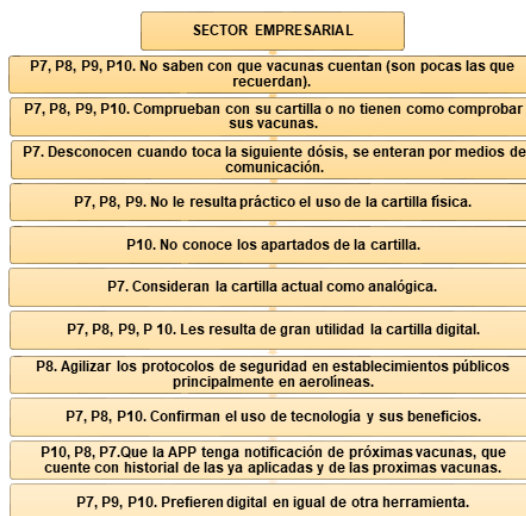 SECTOR EMPRESARIAL
P7, P8, P9, P10. No saben con que vacunas cuentan (son pocas las que
recuerdan).
P7, P8, P9, P10. Comprueban con su cartilla o no tienen como comprobar
sus vacunas.
P7. Desconocen cuando toca la siguiente dósis, se enteran por medios de
comunicación.
P7, P8, P9. No le resulta práctico el uso de la cartilla física.
P10. No conoce los apartados de la cartilla.
P7. Consideran la cartilla actual como analógica.
P7, P8, P9, P 10. Les resulta de gran utilidad la cartilla digital.
P8. Agilizar los protocolos de seguridad en establecimientos públicos
principalmente en aerolíneas.
P7, P8, P10. Confirman el uso de tecnología y sus beneficios.
P10, P8, P7.Que la APP tenga notificación de próximas vacunas, que
cuente con historial de las ya aplicadas y de las proximas vacunas.
P7, P9, P10. Prefieren digital en igual de otra herramienta.